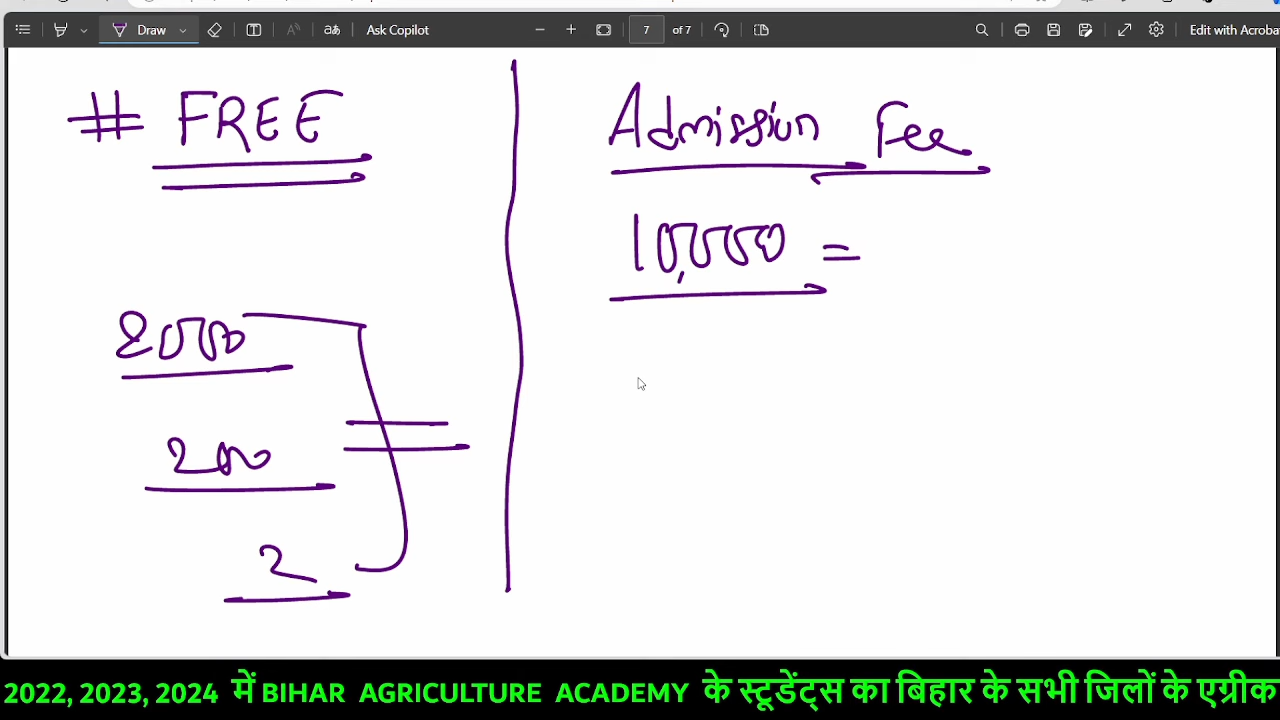 Draw
Ask Copilot
7 of 7
Edit with Acroba
# FREE
2000
200
2
Admission Fee
10,000 =
2022, 2023, 2024 में BIHAR AGRICULTURE ACADEMY के स्टूडेंट्स का बिहार के सभी जिलों के एग्रीक